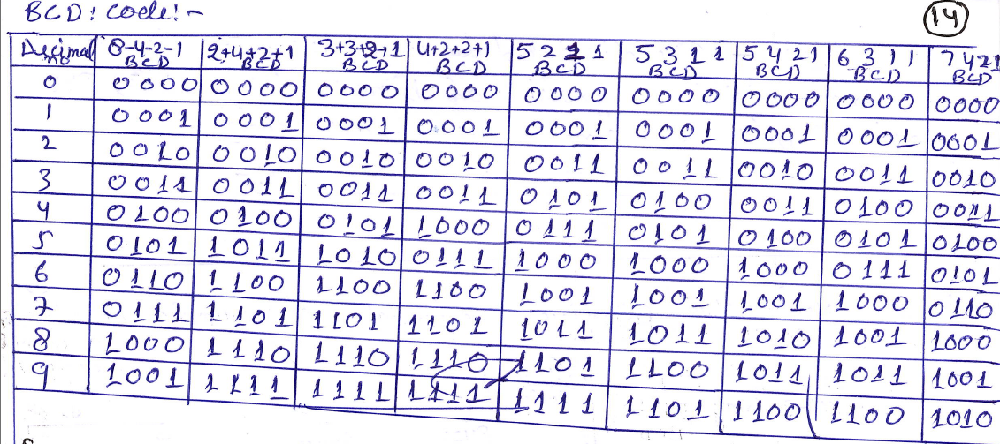 BCD: Code:-
14
Decimal no 8-4-2-1 BCD 2+4+2+1 BCD 3+3+2+1 BCD 4+2+2+1 BCD 5 2 2 1 BCD 5 3 1 1 BCD 5 4 2 1 BCD 6 3 1 1 BCD 7 4 2 1 BCD
0 0000 0000 0000 0000 0000 0000 0000 0000 0000
1 0001 0001 0001 0001 0001 0001 0001 0001 0001
2 0010 0010 0010 0010 0011 0011 0010 0011 0010
3 0011 0011 0011 0011 0101 0100 0011 0100 0011
4 0100 0100 0101 1000 0111 0101 0100 0101 0100
5 0101 1011 1010 0111 1000 1000 1000 0111 0101
6 0110 1100 1100 1100 1001 1001 1001 1000 0110
7 0111 1101 1101 1101 1011 1011 1010 1001 1000
8 1000 1110 1110 1110 1101 1100 1011 1011 1001
9 1001 1111 1111 1111 1111 1101 1100 1100 1010